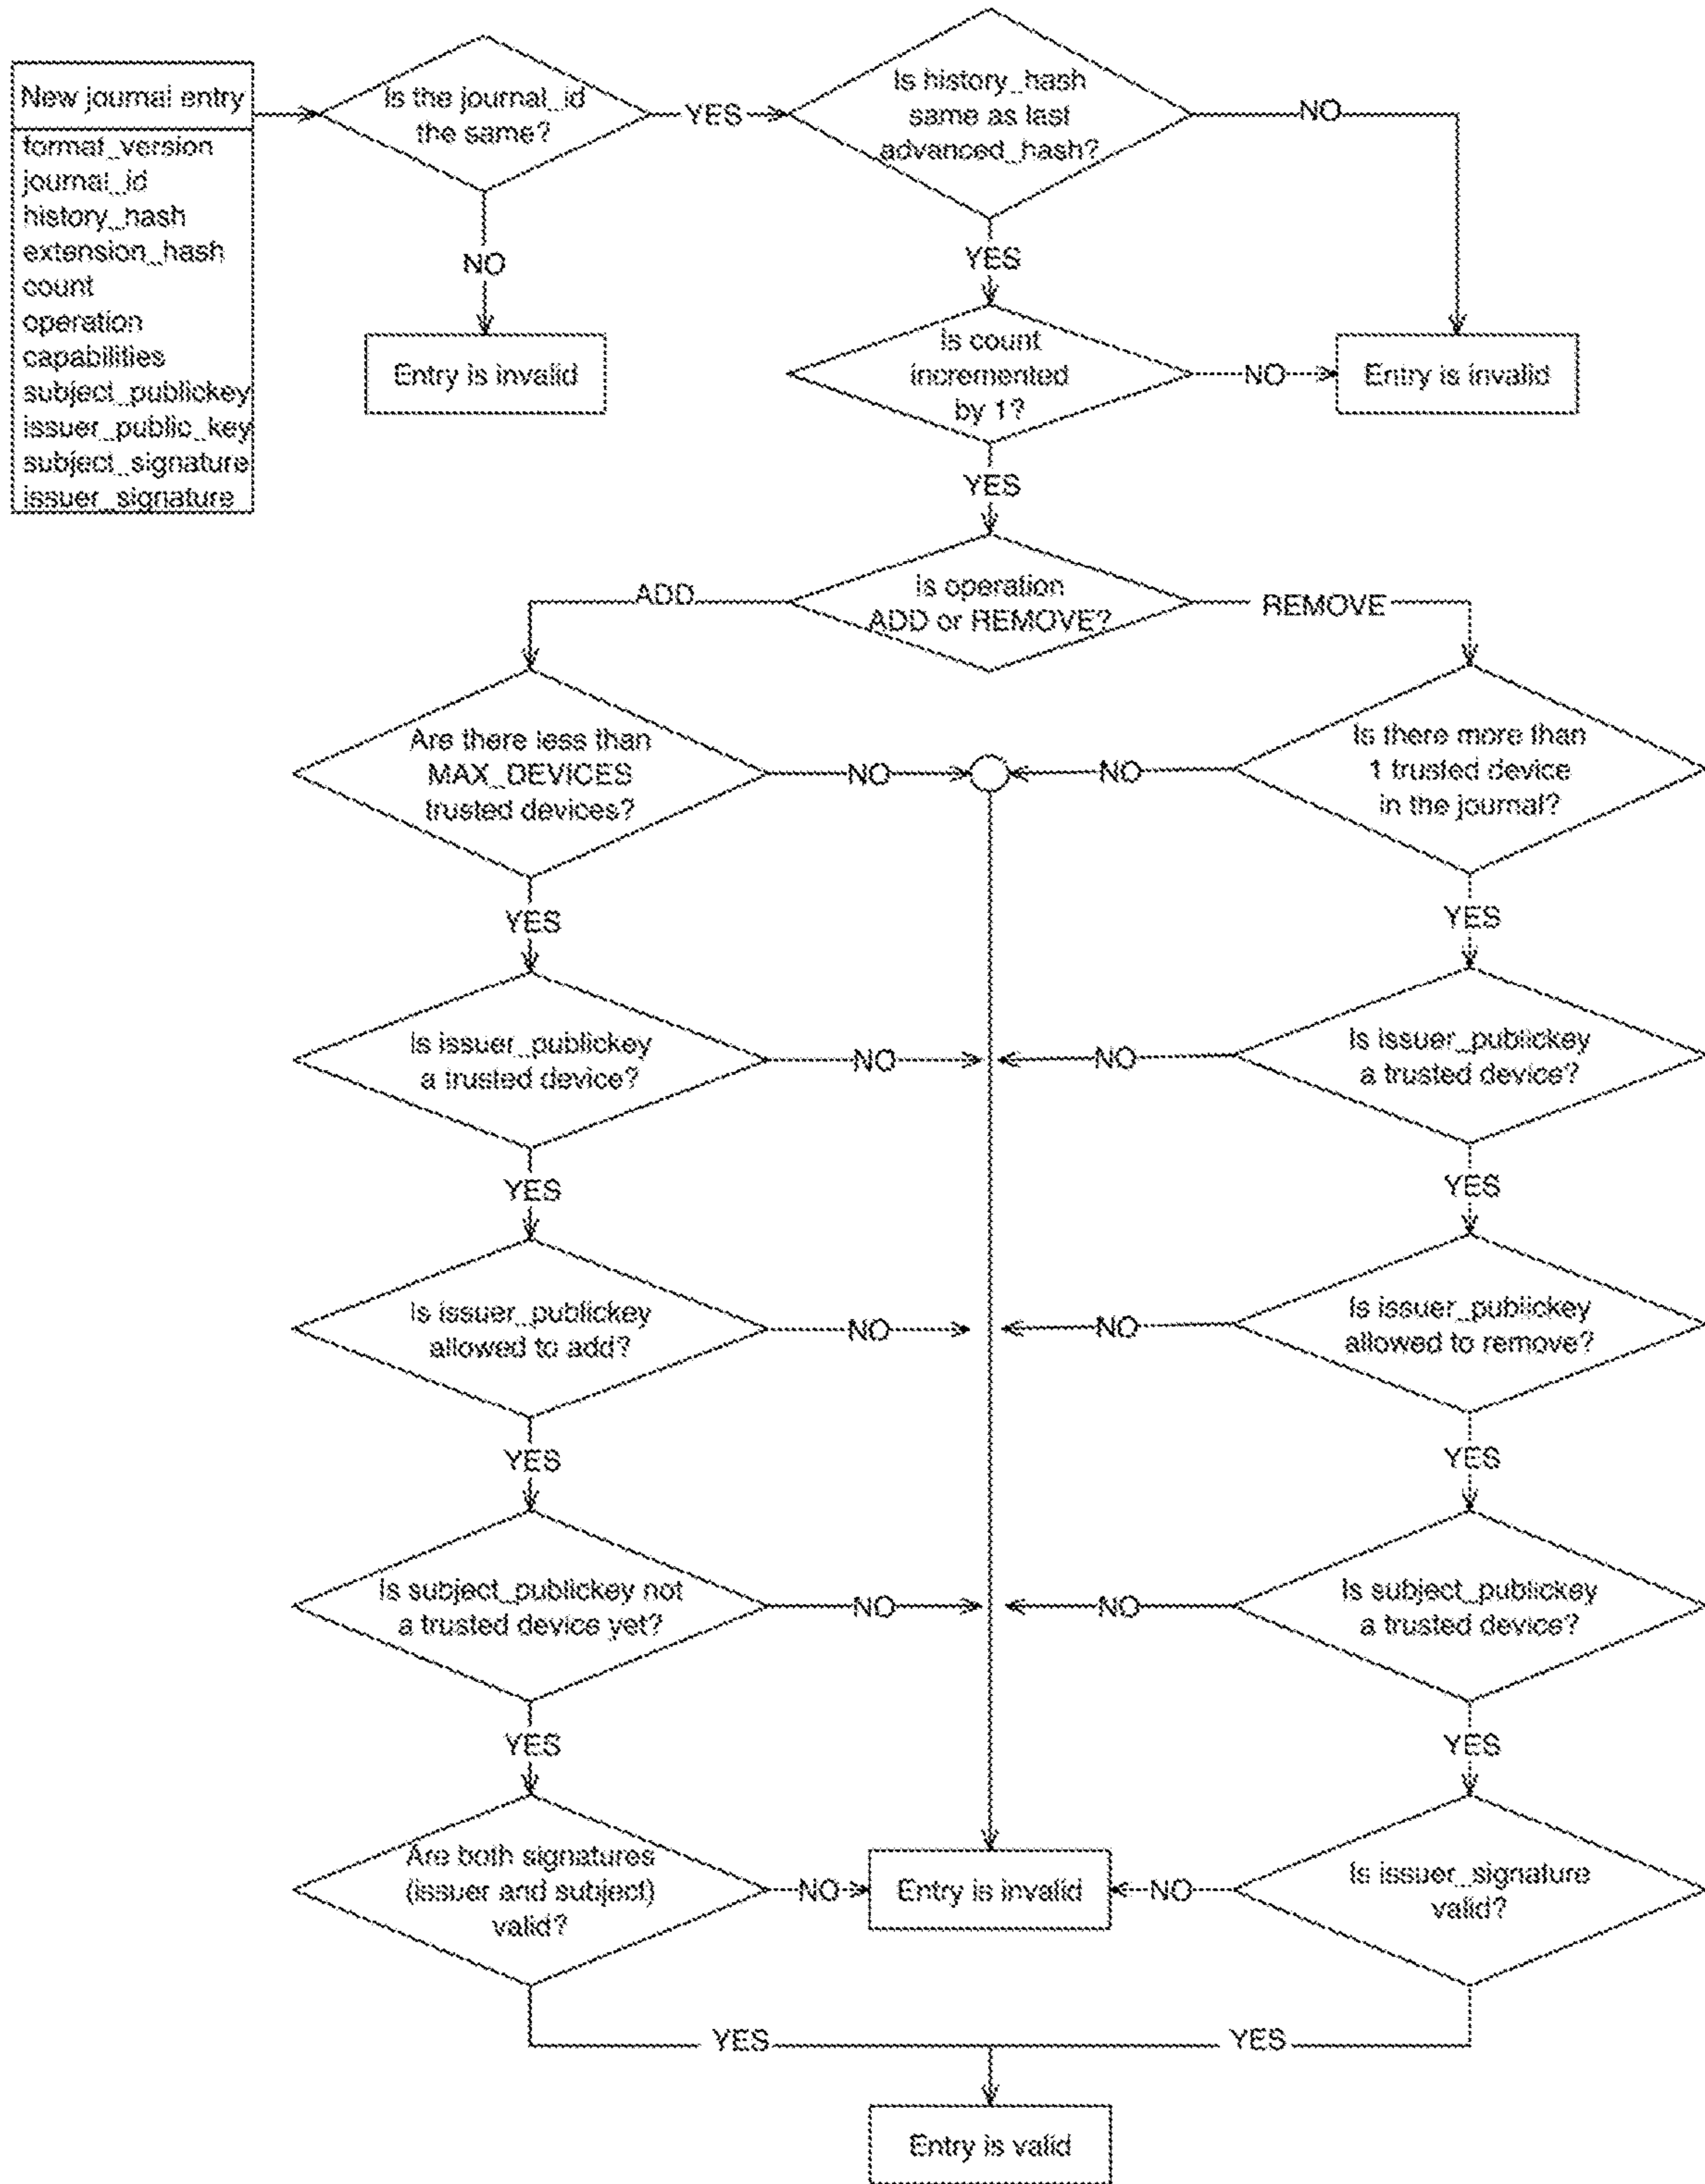 New journal entry
format_version
journal_id
history_hash
extension_hash
count
operation
capabilities
subject_publickey
issuer_public_key
subject_signature
issuer_signature
Is the journal_id
the same?
YES
Is history_hash
same as last
advanced_hash?
NO
NO
YES
Entry is invalid
Is count
incremented
by 1?
NO
Entry is invalid
YES
Is operation
ADD or REMOVE?
ADD
REMOVE
Are there less than
MAX_DEVICES
trusted devices?
NO
NO
Is there more than
1 trusted device
in the journal?
YES
YES
Is issuer_publickey
a trusted device?
NO
NO
Is issuer_publickey
a trusted device?
YES
YES
Is issuer_publickey
allowed to add?
NO
NO
Is issuer_publickey
allowed to remove?
YES
YES
Is subject_publickey not
a trusted device yet?
NO
NO
Is subject_publickey
a trusted device?
YES
YES
Are both signatures
(issuer and subject)
valid?
NO
Entry is invalid
NO
Is issuer_signature
valid?
YES
YES
Entry is valid